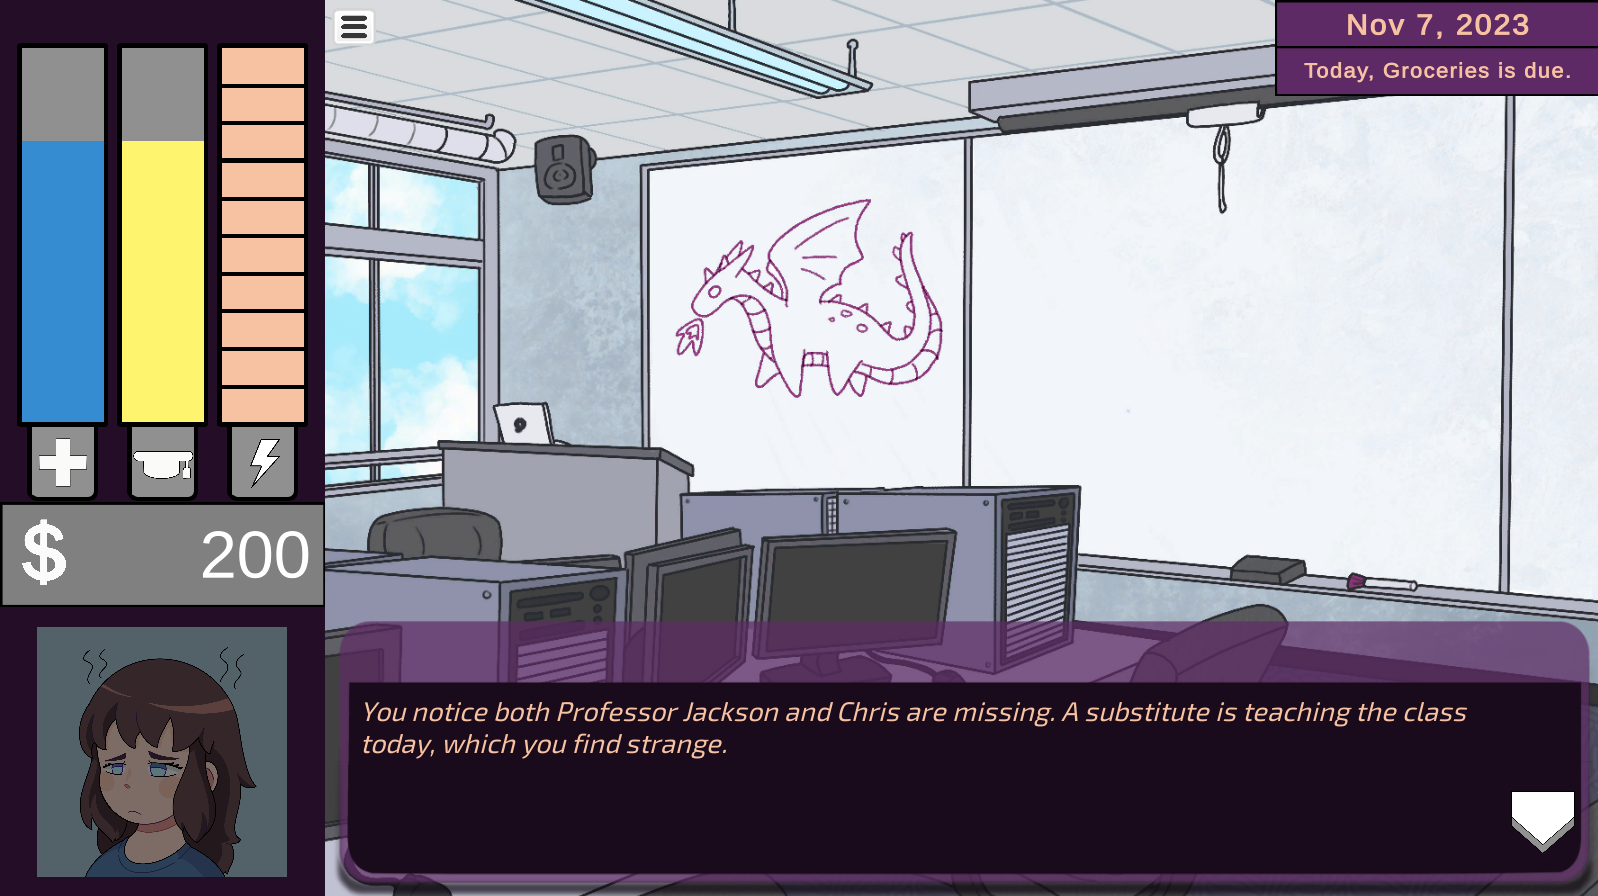 Nov 7, 2023
Today, Groceries is due.
$ 200
You notice both Professor Jackson and Chris are missing. A substitute is teaching the class
today, which you find strange.